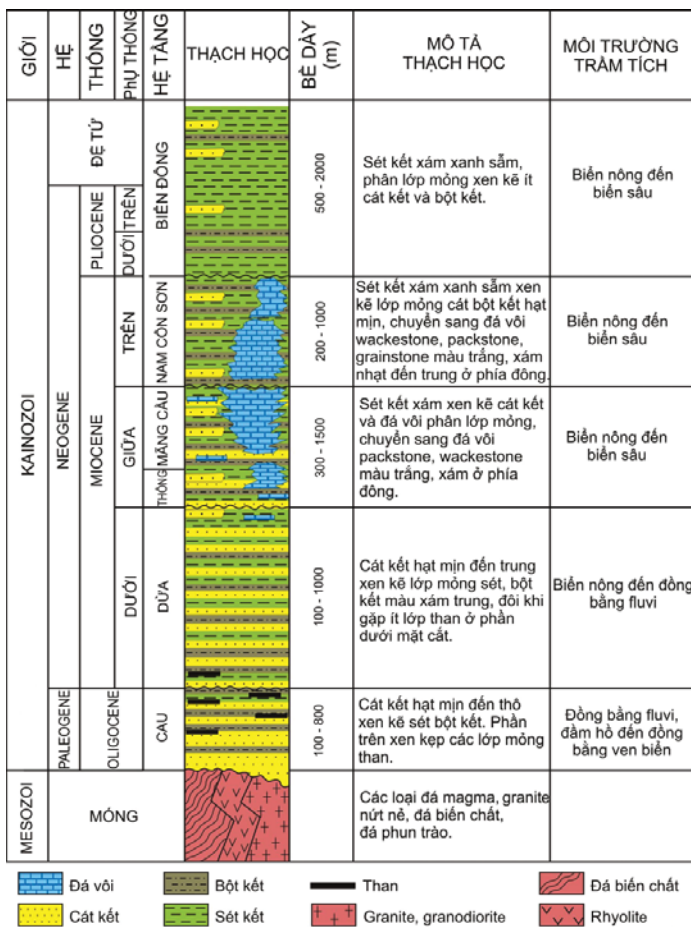 GIỚI
HỆ
THỐNG
PHỤ THỐNG
HỆ TẦNG
THẠCH HỌC
BỀ DÀY
(m)
MÔ TẢ
THẠCH HỌC
MÔI TRƯỜNG
TRẦM TÍCH
KAINOZOI
NEOGENE
ĐỆ TỨ
PLIOCENE
TRÊN
DƯỚI
BIỂN ĐÔNG
500 - 2000
Sét kết xám xanh sẫm,
phân lớp mỏng xen kẽ ít
cát kết và bột kết.
Biển nông đến
biển sâu
MIOCENE
TRÊN
NAM CÔN SƠN
200 - 1000
Sét kết xám xanh sẫm xen
kẽ lớp mỏng cát bột kết hạt
mịn, chuyển sang đá vôi
wackestone, packstone,
grainstone màu trắng, xám
nhạt đến trung ở phía đông.
Biển nông đến
biển sâu
GIỮA
THÔNG MÃNG CẦU
300 - 1500
Sét kết xám xen kẽ cát kết
và đá vôi phân lớp mỏng,
chuyển sang đá vôi
packstone, wackestone
màu trắng, xám ở phía
đông.
Biển nông đến
biển sâu
DƯỚI
DỪA
100 - 1000
Cát kết hạt mịn đến trung
xen kẽ lớp mỏng sét, bột
kết màu xám trung, đôi khi
gặp ít lớp than ở phần
dưới mặt cắt.
Biển nông đến đồng
bằng fluvi
PALEOGENE
OLIGOCENE
CAU
100 - 800
Cát kết hạt mịn đến thô
xen kẽ sét bột kết. Phần
trên xen kẹp các lớp mỏng
than.
Đồng bằng fluvi,
đầm hồ đến đồng
bằng ven biển
MESOZOI
MÓNG
Các loại đá magma, granite
nứt nẻ, đá biến chất,
đá phun trào.
Đá vôi
Bột kết
Than
Đá biến chất
Cát kết
Sét kết
Granite, granodiorite
Rhyolite